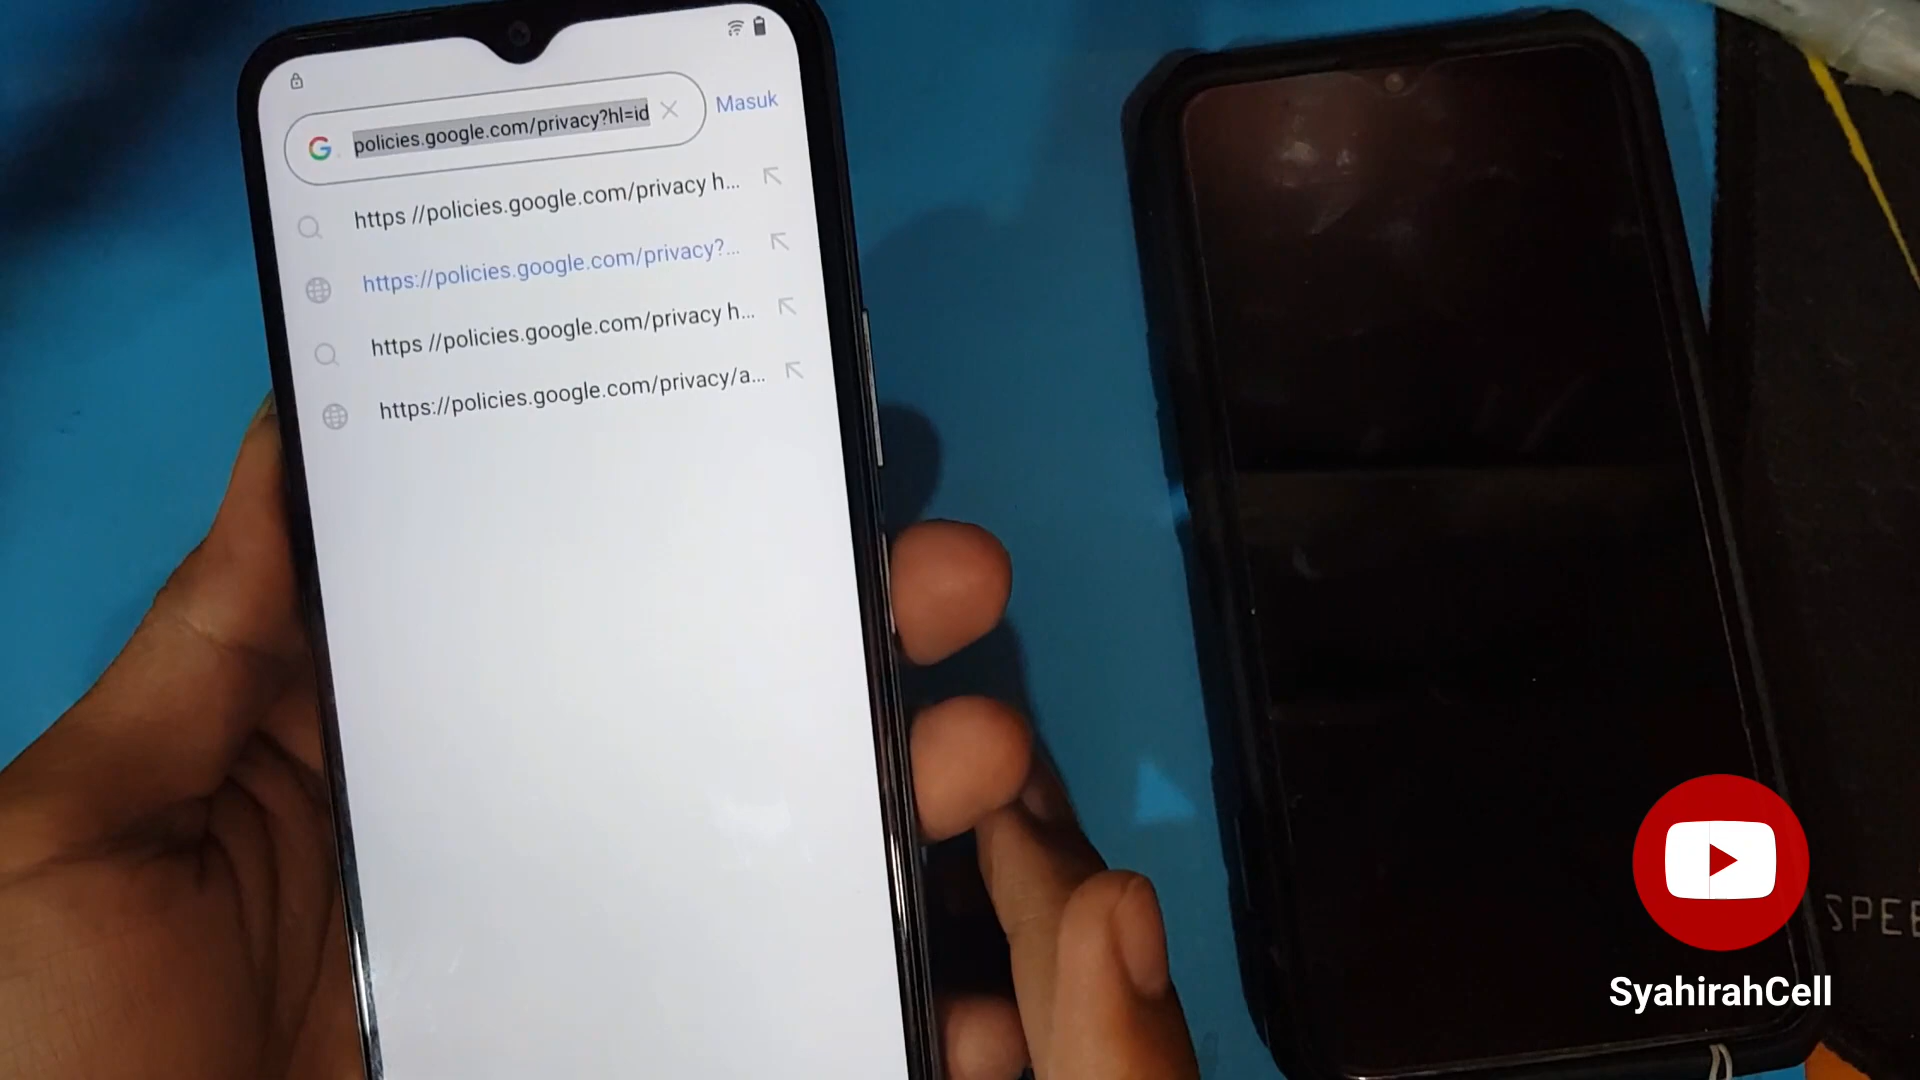 policies.google.com/privacy?hl=id
Masuk
https //policies.google.com/privacy h...
https://policies.google.com/privacy?...
https //policies.google.com/privacy h...
https://policies.google.com/privacy/a...
SPEE
SyahirahCell